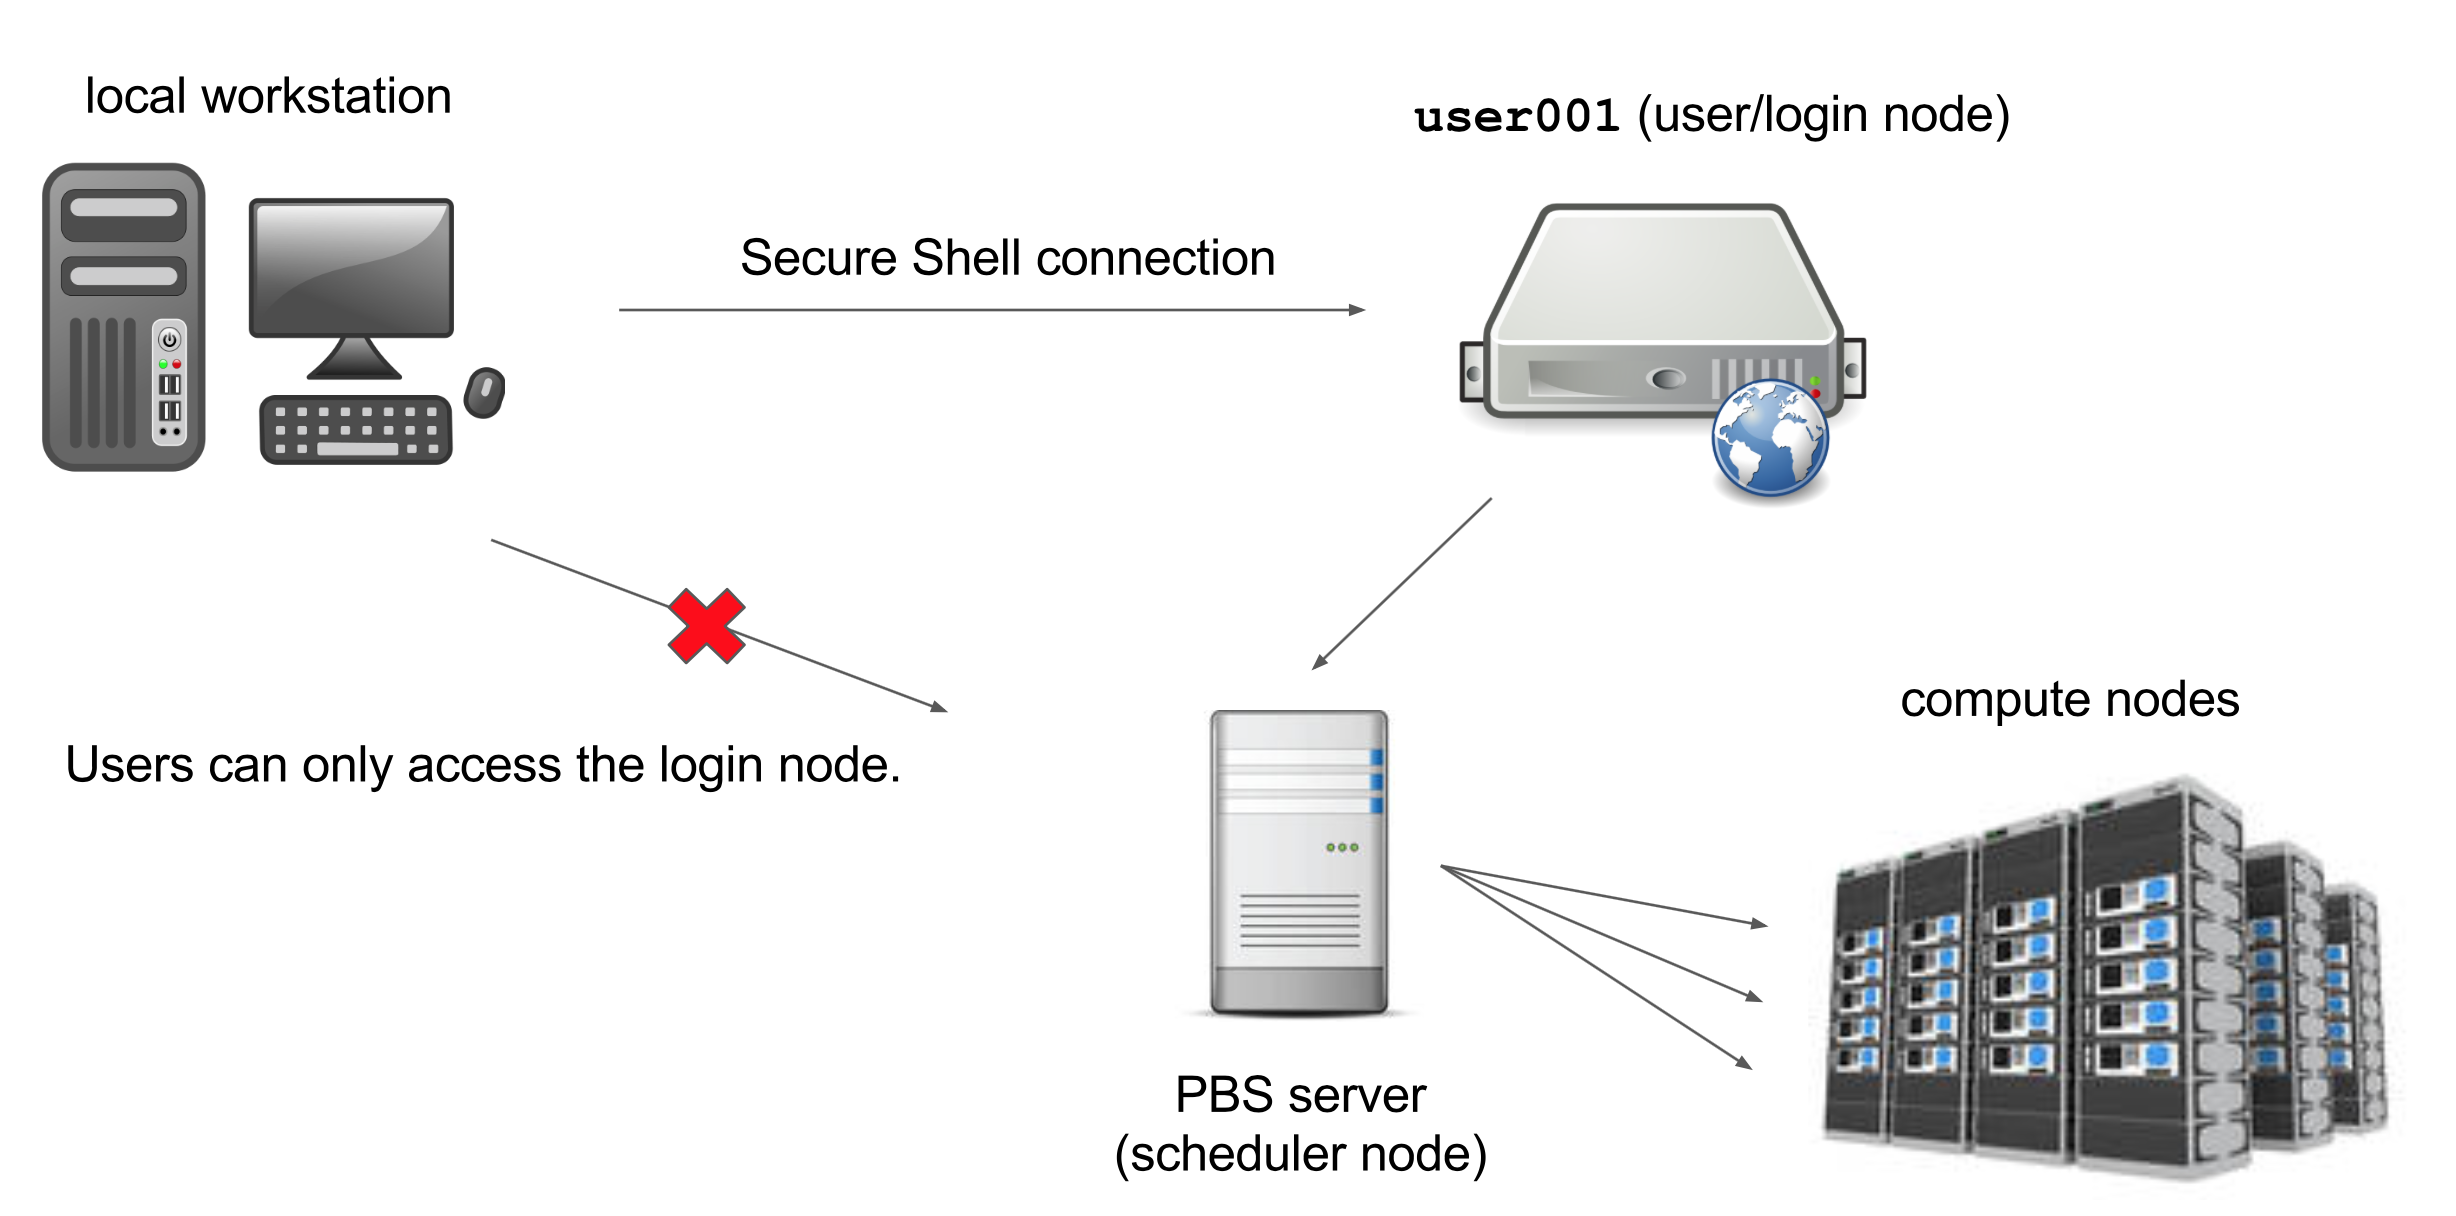 local workstation
user001 (user/login node)
Secure Shell connection
Users can only access the login node.
compute nodes
PBS server
(scheduler node)